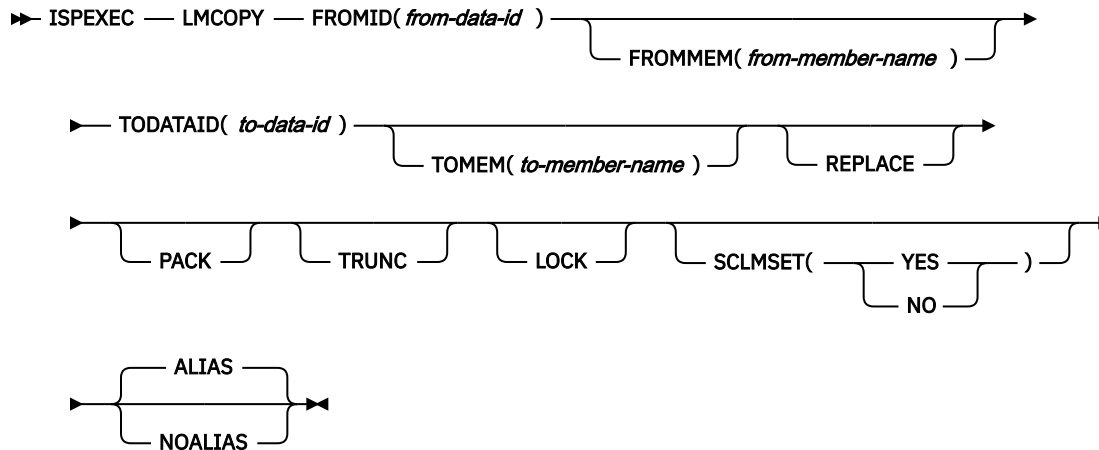 ISPEXEC LMCOPY FROMID( from-data-id )
FROMMEM( from-member-name )
TODATAID( to-data-id )
TOMEM( to-member-name ) REPLACE
PACK TRUNC LOCK SCLMSET( YES )
NO
ALIAS
NOALIAS